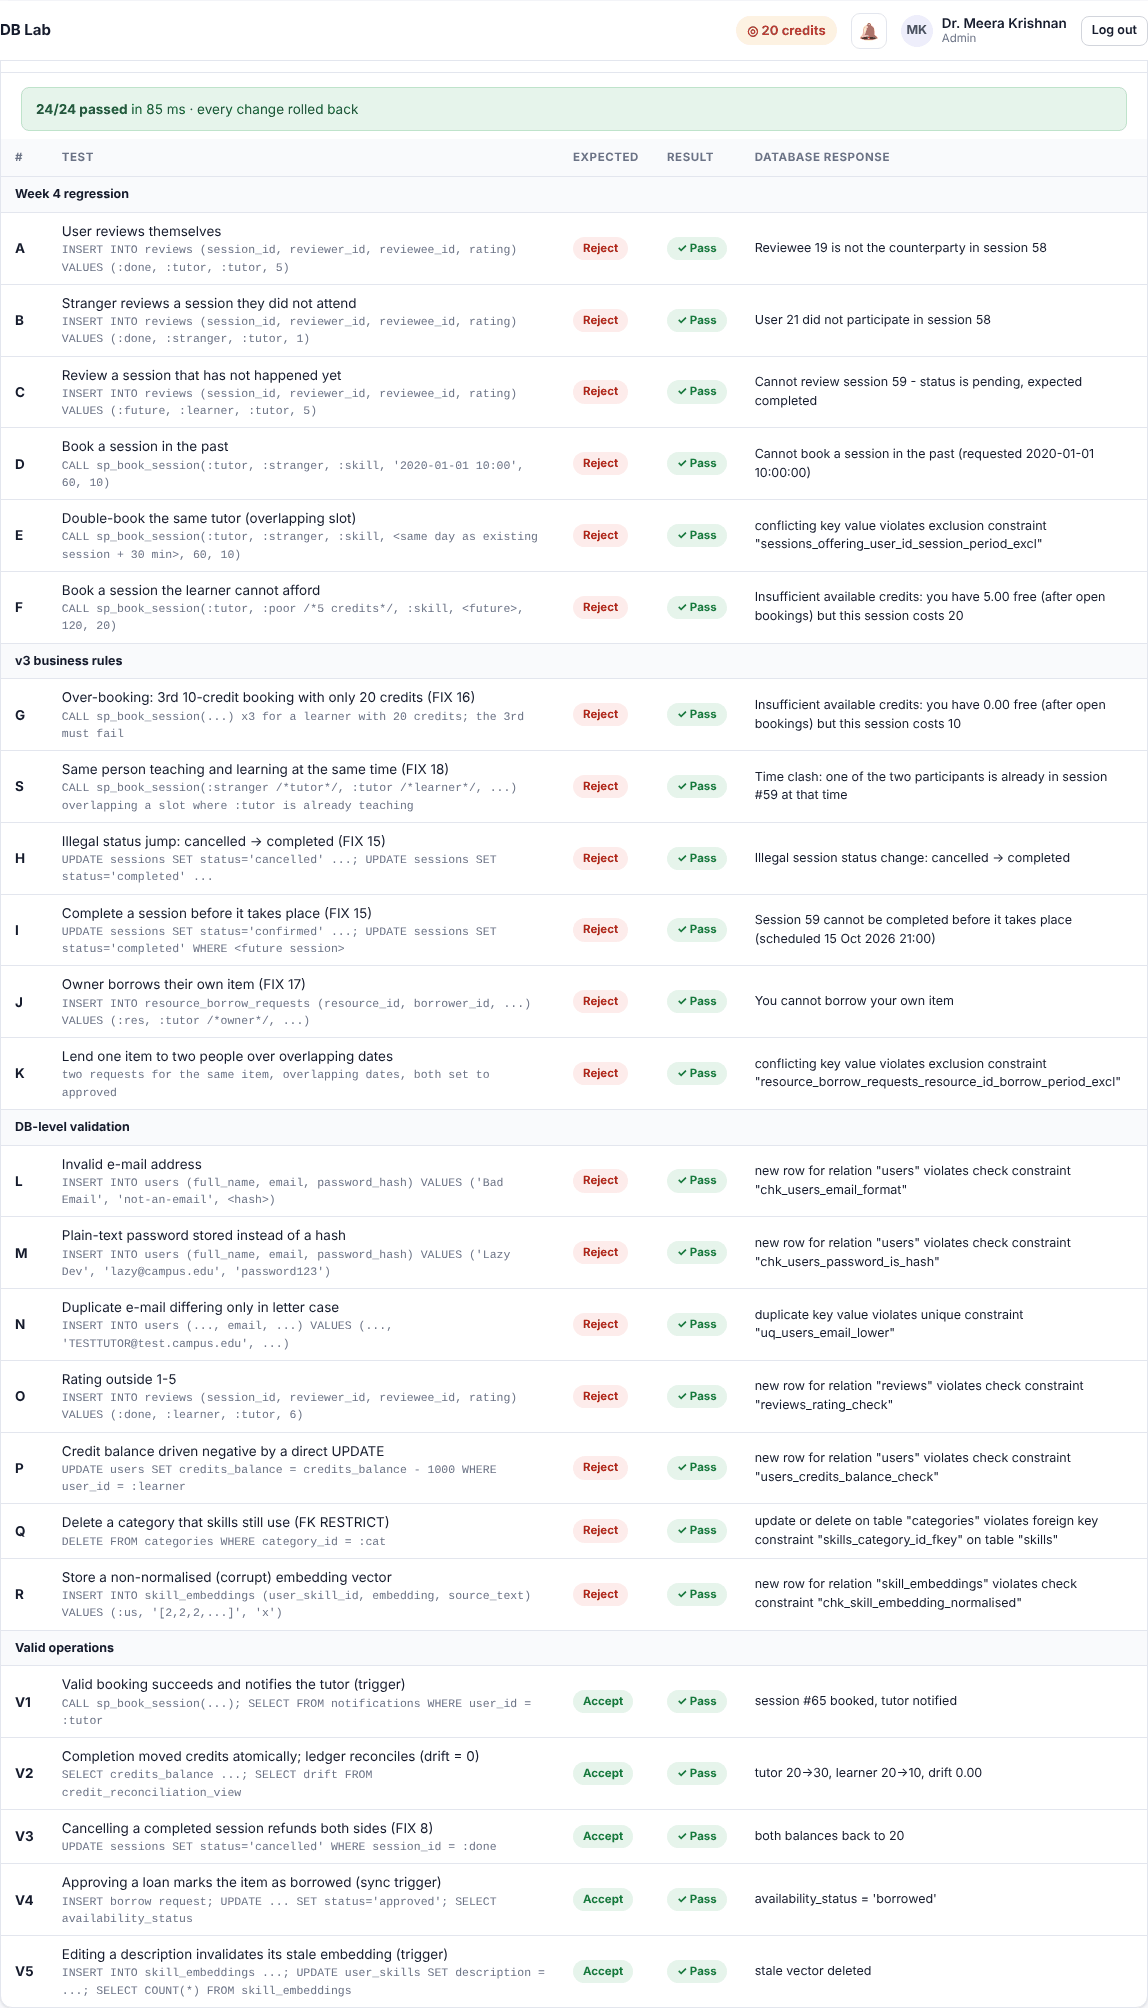 DB Lab
◎ 20 credits
MK
Dr. Meera Krishnan
Admin
Log out
24/24 passed in 85 ms · every change rolled back
# TEST EXPECTED RESULT DATABASE RESPONSE
Week 4 regression
A
User reviews themselves
INSERT INTO reviews (session_id, reviewer_id, reviewee_id, rating)
VALUES (:done, :tutor, :tutor, 5)
Reject
✓ Pass
Reviewee 19 is not the counterparty in session 58
B
Stranger reviews a session they did not attend
INSERT INTO reviews (session_id, reviewer_id, reviewee_id, rating)
VALUES (:done, :stranger, :tutor, 1)
Reject
✓ Pass
User 21 did not participate in session 58
C
Review a session that has not happened yet
INSERT INTO reviews (session_id, reviewer_id, reviewee_id, rating)
VALUES (:future, :learner, :tutor, 5)
Reject
✓ Pass
Cannot review session 59 - status is pending, expected
completed
D
Book a session in the past
CALL sp_book_session(:tutor, :stranger, :skill, '2020-01-01 10:00',
60, 10)
Reject
✓ Pass
Cannot book a session in the past (requested 2020-01-01
10:00:00)
E
Double-book the same tutor (overlapping slot)
CALL sp_book_session(:tutor, :stranger, :skill, <same day as existing
session + 30 min>, 60, 10)
Reject
✓ Pass
conflicting key value violates exclusion constraint
"sessions_offering_user_id_session_period_excl"
F
Book a session the learner cannot afford
CALL sp_book_session(:tutor, :poor /*5 credits*/, :skill, <future>,
120, 20)
Reject
✓ Pass
Insufficient available credits: you have 5.00 free (after open
bookings) but this session costs 20
v3 business rules
G
Over-booking: 3rd 10-credit booking with only 20 credits (FIX 16)
CALL sp_book_session(...) x3 for a learner with 20 credits; the 3rd
must fail
Reject
✓ Pass
Insufficient available credits: you have 0.00 free (after open
bookings) but this session costs 10
S
Same person teaching and learning at the same time (FIX 18)
CALL sp_book_session(:stranger /*tutor*/, :tutor /*learner*/, ...)
overlapping a slot where :tutor is already teaching
Reject
✓ Pass
Time clash: one of the two participants is already in session
#59 at that time
H
Illegal status jump: cancelled → completed (FIX 15)
UPDATE sessions SET status='cancelled' ...; UPDATE sessions SET
status='completed' ...
Reject
✓ Pass
Illegal session status change: cancelled → completed
I
Complete a session before it takes place (FIX 15)
UPDATE sessions SET status='confirmed' ...; UPDATE sessions SET
status='completed' WHERE <future session>
Reject
✓ Pass
Session 59 cannot be completed before it takes place
(scheduled 15 Oct 2026 21:00)
J
Owner borrows their own item (FIX 17)
INSERT INTO resource_borrow_requests (resource_id, borrower_id, ...)
VALUES (:res, :tutor /*owner*/, ...)
Reject
✓ Pass
You cannot borrow your own item
K
Lend one item to two people over overlapping dates
two requests for the same item, overlapping dates, both set to
approved
Reject
✓ Pass
conflicting key value violates exclusion constraint
"resource_borrow_requests_resource_id_borrow_period_excl"
DB-level validation
L
Invalid e-mail address
INSERT INTO users (full_name, email, password_hash) VALUES ('Bad
Email', 'not-an-email', <hash>)
Reject
✓ Pass
new row for relation "users" violates check constraint
"chk_users_email_format"
M
Plain-text password stored instead of a hash
INSERT INTO users (full_name, email, password_hash) VALUES ('Lazy
Dev', 'lazy@campus.edu', 'password123')
Reject
✓ Pass
new row for relation "users" violates check constraint
"chk_users_password_is_hash"
N
Duplicate e-mail differing only in letter case
INSERT INTO users (..., email, ...) VALUES (...,
'TESTTUTOR@test.campus.edu', ...)
Reject
✓ Pass
duplicate key value violates unique constraint
"uq_users_email_lower"
O
Rating outside 1-5
INSERT INTO reviews (session_id, reviewer_id, reviewee_id, rating)
VALUES (:done, :learner, :tutor, 6)
Reject
✓ Pass
new row for relation "reviews" violates check constraint
"reviews_rating_check"
P
Credit balance driven negative by a direct UPDATE
UPDATE users SET credits_balance = credits_balance - 1000 WHERE
user_id = :learner
Reject
✓ Pass
new row for relation "users" violates check constraint
"users_credits_balance_check"
Q
Delete a category that skills still use (FK RESTRICT)
DELETE FROM categories WHERE category_id = :cat
Reject
✓ Pass
update or delete on table "categories" violates foreign key
constraint "skills_category_id_fkey" on table "skills"
R
Store a non-normalised (corrupt) embedding vector
INSERT INTO skill_embeddings (user_skill_id, embedding, source_text)
VALUES (:us, '[2,2,2,...]', 'x')
Reject
✓ Pass
new row for relation "skill_embeddings" violates check
constraint "chk_skill_embedding_normalised"
Valid operations
V1
Valid booking succeeds and notifies the tutor (trigger)
CALL sp_book_session(...); SELECT FROM notifications WHERE user_id =
:tutor
Accept
✓ Pass
session #65 booked, tutor notified
V2
Completion moved credits atomically; ledger reconciles (drift = 0)
SELECT credits_balance ...; SELECT drift FROM
credit_reconciliation_view
Accept
✓ Pass
tutor 20→30, learner 20→10, drift 0.00
V3
Cancelling a completed session refunds both sides (FIX 8)
UPDATE sessions SET status='cancelled' WHERE session_id = :done
Accept
✓ Pass
both balances back to 20
V4
Approving a loan marks the item as borrowed (sync trigger)
INSERT borrow request; UPDATE ... SET status='approved'; SELECT
availability_status
Accept
✓ Pass
availability_status = 'borrowed'
V5
Editing a description invalidates its stale embedding (trigger)
INSERT INTO skill_embeddings ...; UPDATE user_skills SET description =
...; SELECT COUNT(*) FROM skill_embeddings
Accept
✓ Pass
stale vector deleted